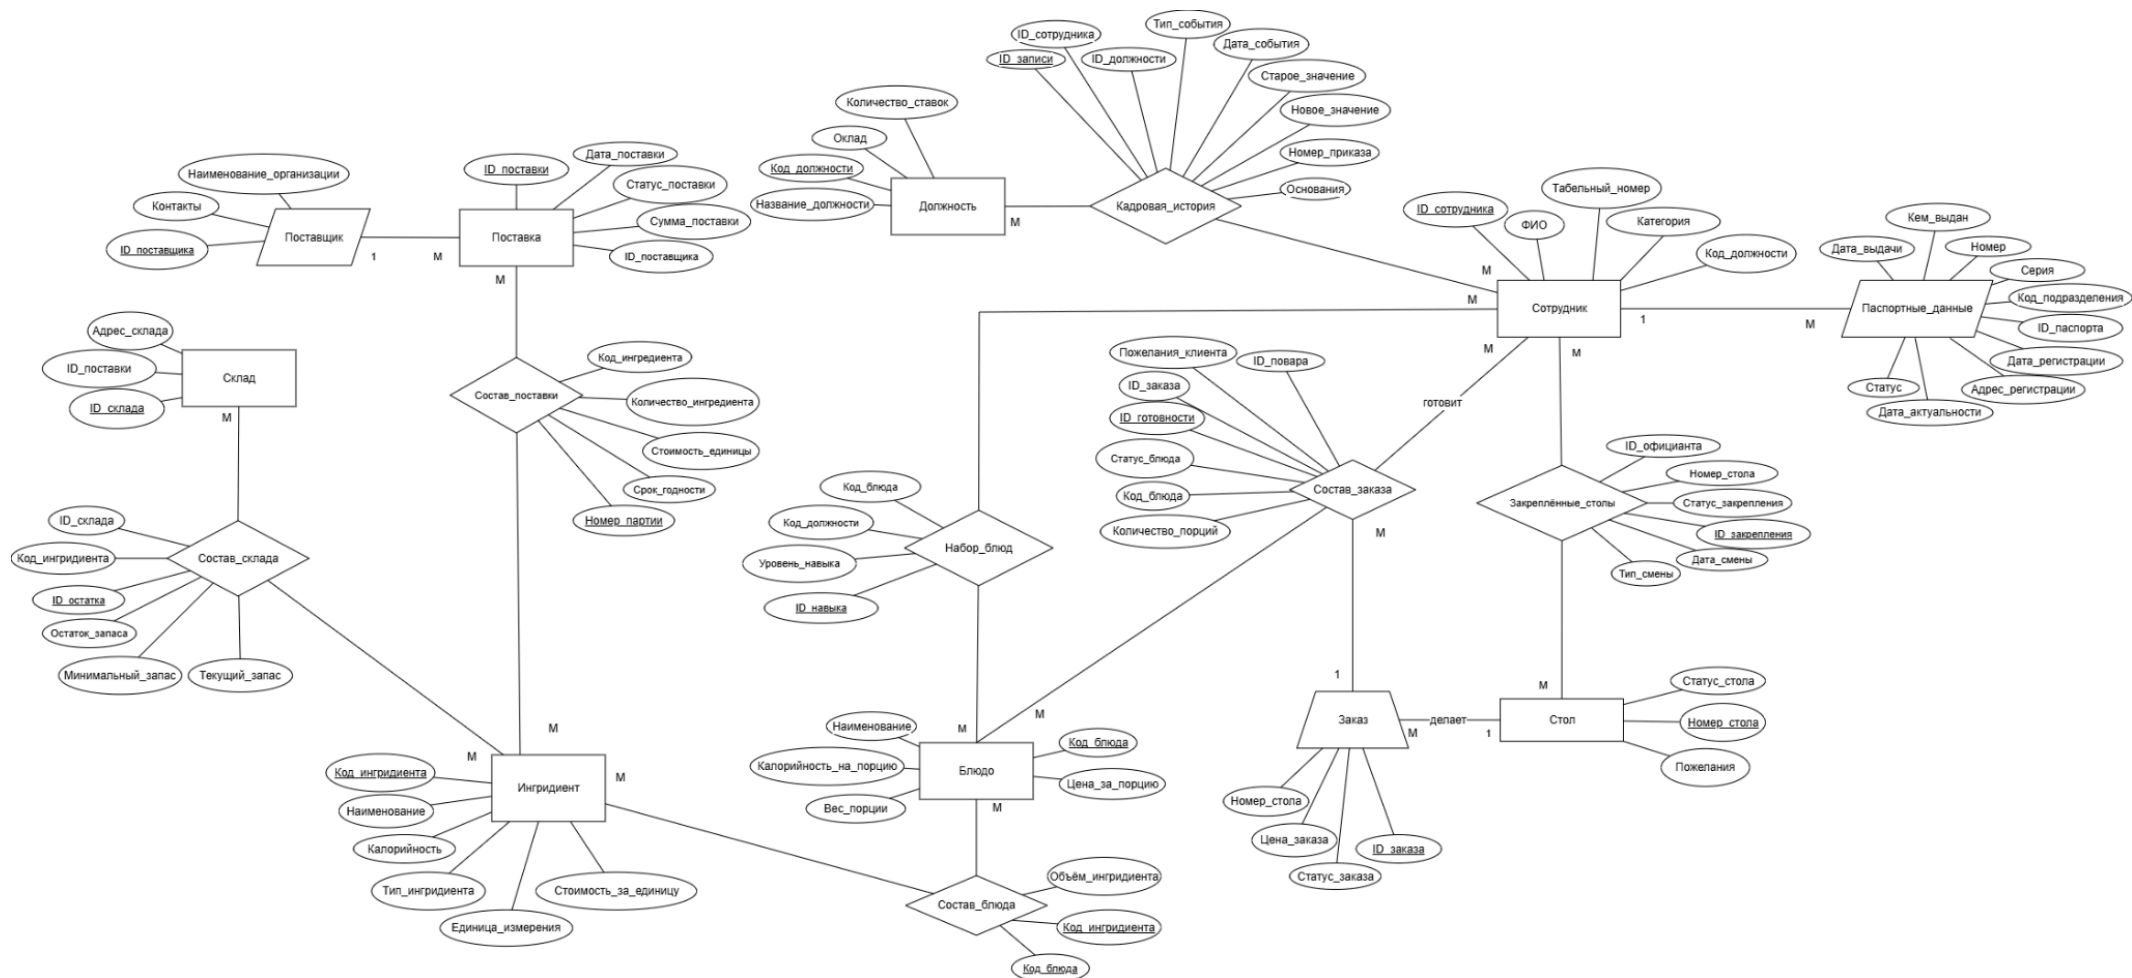 ID_сотрудника
Тип_события
ID_записи
ID_должности
Дата_события
Старое_значение
Новое_значение
Номер_приказа
Основания
Кадровая_история
Количество_ставок
Оклад
Код_должности
Название_должности
Должность
М
Наименование_организации
Контакты
ID_поставщика
Поставщик
1
М
ID_поставки
Дата_поставки
Статус_поставки
Сумма_поставки
ID_поставщика
Поставка
М
Табельный_номер
ID_сотрудника
ФИО
Категория
Код_должности
Сотрудник
М
М
1
М
М
М
Кем_выдан
Дата_выдачи
Номер
Серия
Код_подразделения
ID_паспорта
Дата_регистрации
Адрес_регистрации
Дата_актуальности
Статус
Паспортные_данные
Адрес_склада
ID_поставки
ID_склада
Склад
М
Код_ингредиента
Количество_ингредиента
Стоимость_единицы
Срок_годности
Номер_партии
Состав_поставки
Пожелания_клиента
ID_повара
ID_заказа
ID_готовности
Статус_блюда
Код_блюда
Количество_порций
Состав_заказа
готовит
М
ID_официанта
Номер_стола
Статус_закрепления
ID_закрепления
Дата_смены
Тип_смены
Закреплённые_столы
ID_склада
Код_ингридиента
ID_остатка
Остаток_запаса
Минимальный_запас
Текущий_запас
Состав_склада
Код_блюда
Код_должности
Уровень_навыка
ID_навыка
Набор_блюд
М
М
М
Код_ингридиента
Наименование
Калорийность
Тип_ингридиента
Единица_измерения
Стоимость_за_единицу
Ингридиент
М
М
Наименование
Калорийность_на_порцию
Вес_порции
Код_блюда
Цена_за_порцию
Блюдо
М
1
Заказ
М
делает
1
Номер_стола
Цена_заказа
Статус_заказа
ID_заказа
М
Стол
Статус_стола
Номер_стола
Пожелания
Состав_блюда
Объём_ингридиента
Код_ингридиента
Код_блюда